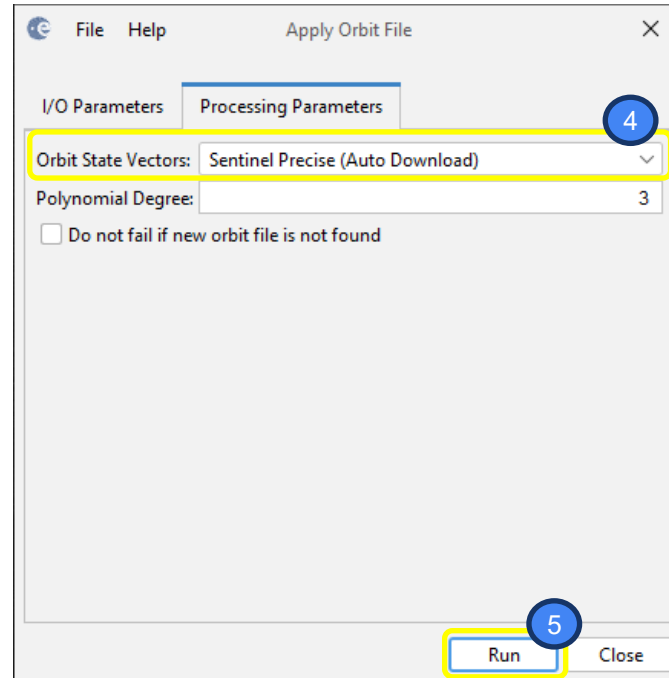 File Help Apply Orbit File
I/O Parameters Processing Parameters
4
Orbit State Vectors: Sentinel Precise (Auto Download)
Polynomial Degree: 3
Do not fail if new orbit file is not found
5
Run Close